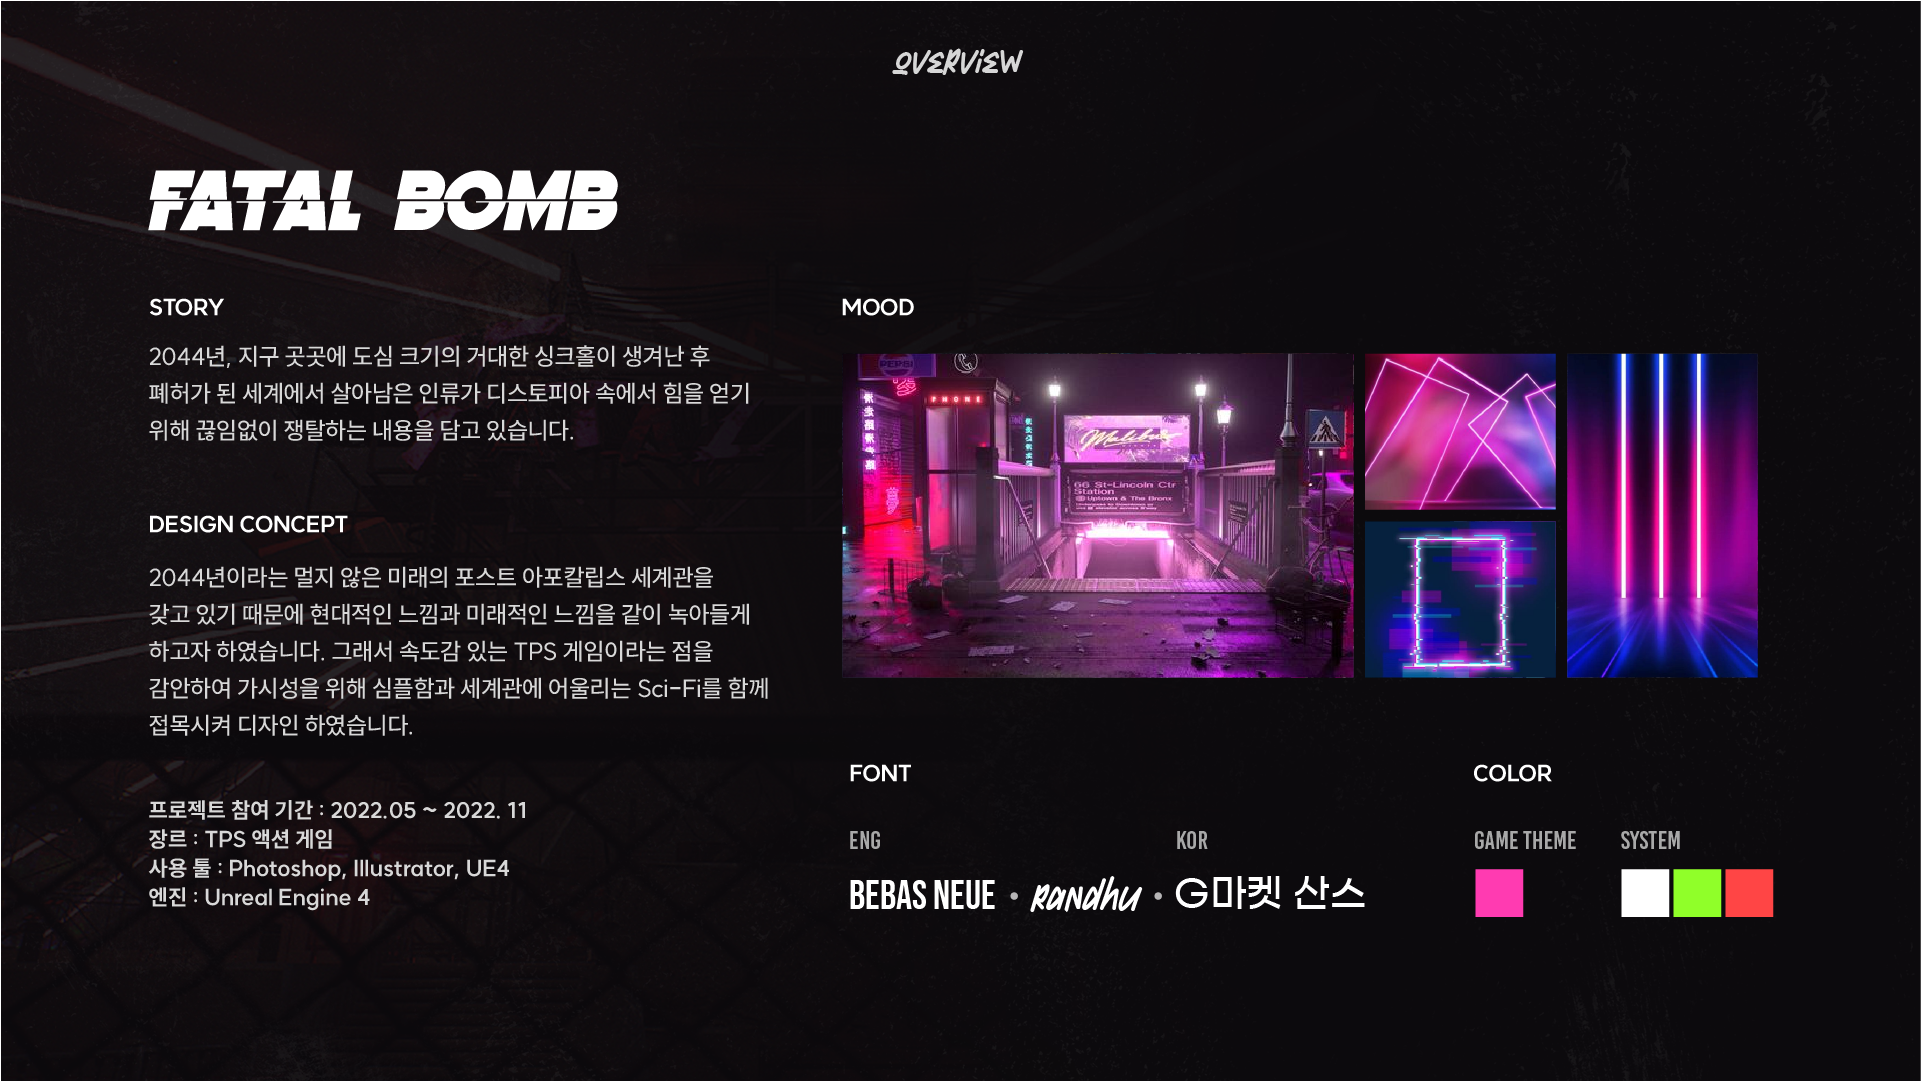 OVERVIEW
FATAL BOMB
STORY
2044년, 지구 곳곳에 도심 크기의 거대한 싱크홀이 생겨난 후
폐허가 된 세계에서 살아남은 인류가 디스토피아 속에서 힘을 얻기
위해 끊임없이 쟁탈하는 내용을 담고 있습니다.
DESIGN CONCEPT
2044년이라는 멀지 않은 미래의 포스트 아포칼립스 세계관을
갖고 있기 때문에 현대적인 느낌과 미래적인 느낌을 같이 녹아들게
하고자 하였습니다. 그래서 속도감 있는 TPS 게임이라는 점을
감안하여 가시성을 위해 심플함과 세계관에 어울리는 Sci-Fi를 함께
접목시켜 디자인 하였습니다.
프로젝트 참여 기간 : 2022.05 ~ 2022. 11
장르 : TPS 액션 게임
사용 툴 : Photoshop, Illustrator, UE4
엔진 : Unreal Engine 4
MOOD
PEPSI
PHONE
Malibu
66 St-Lincoln Ctr
Station
Uptown & The Bronx
FONT
ENG
BEBAS NEUE • Randhu •
KOR
G마켓 산스
COLOR
GAME THEME
SYSTEM